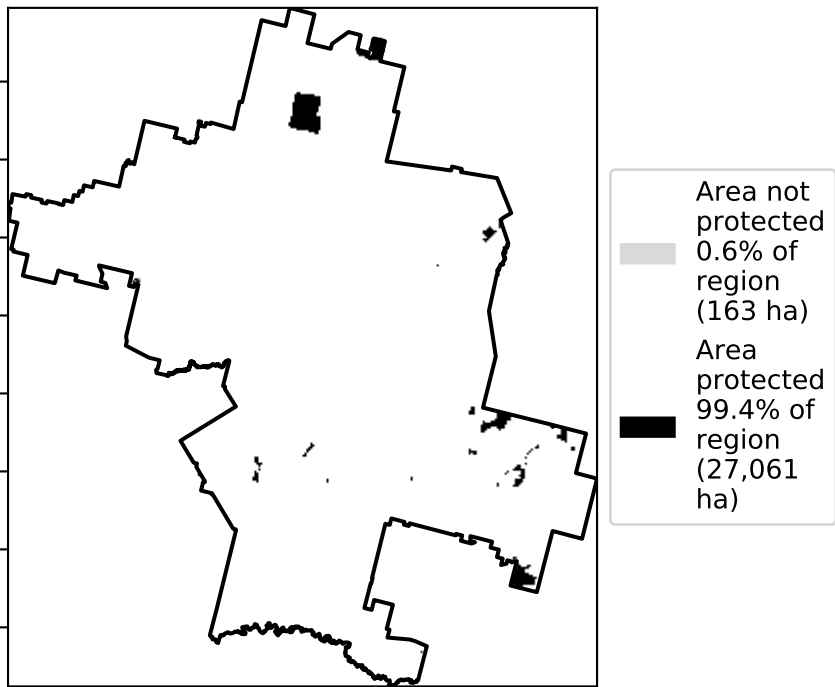 Area not
protected
0.6% of
region
(163 ha)
Area
protected
99.4% of
region
(27,061
ha)